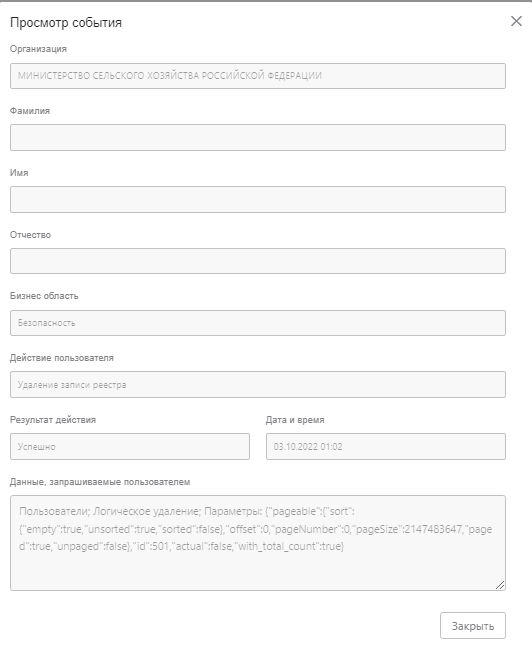 Просмотр события
Организация
МИНИСТЕРСТВО СЕЛЬСКОГО ХОЗЯЙСТВА РОССИЙСКОЙ ФЕДЕРАЦИИ
Фамилия
Имя
Отчество
Бизнес область
Безопасность
Действие пользователя
Удаление записи реестра
Результат действия
Дата и время
Успешно
03.10.2022 01:02
Данные, запрашиваемые пользователем
Пользователи; Логическое удаление; Параметры: {"pageable":{"sort":
{"empty":true,"unsorted":true,"sorted":false},"offset":0,"pageNumber":0,"pageSize":2147483647,"page
d":true,"unpaged":false},"id":501,"actual":false,"with_total_count":true}
Закрыть